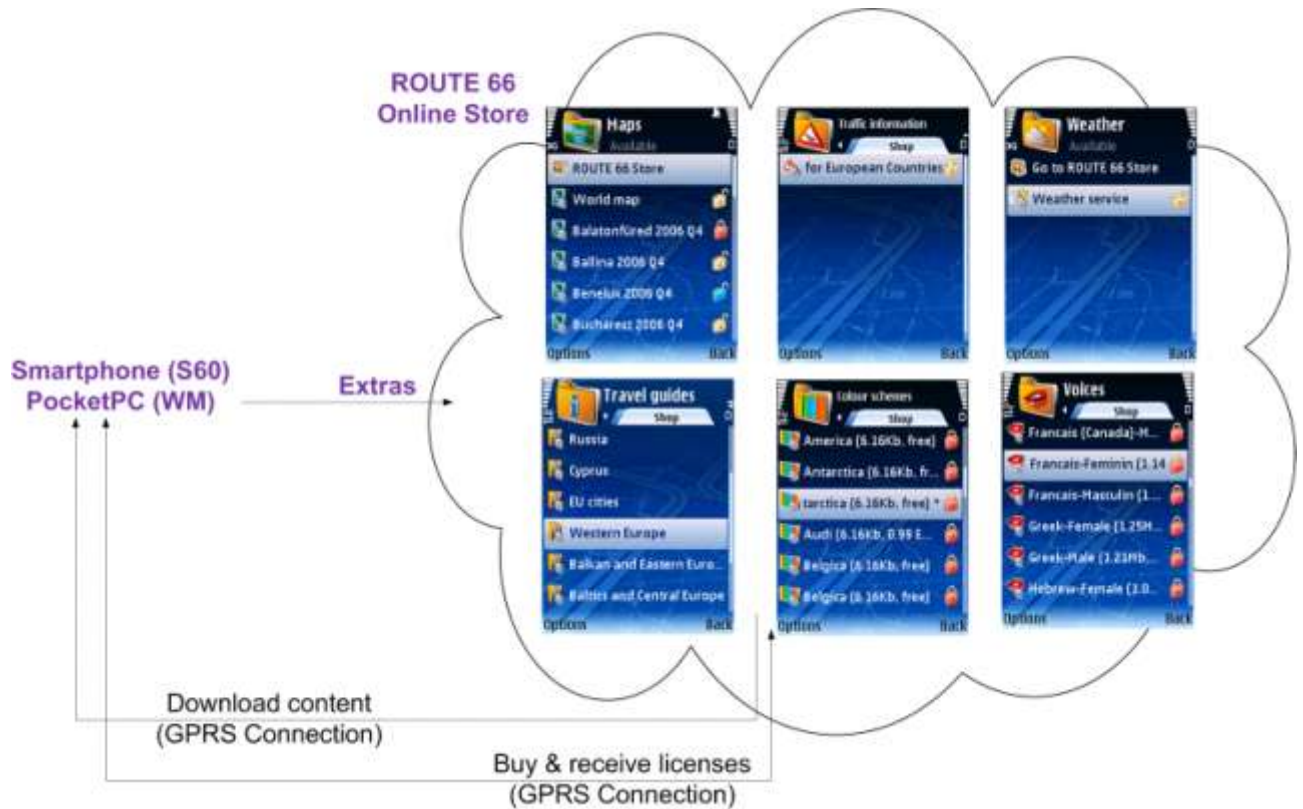 ROUTE 66
Online Store
Maps
Available
ROUTE 66 Store
World map
Balatonfüred 2006 Q4
Ballina 2006 Q4
Benelux 2006 Q4
Bucharest 2006 Q4
Options Back
Traffic information
Shop
for European Countries
Options Back
Weather
Available
Go to ROUTE 66 Store
Weather service
Options Back
Smartphone (S60)
PocketPC (WM)
Extras
Travel guides
Shop
Russia
Cyprus
EU cities
Western Europe
Balkan and Eastern Euro...
Baltics and Central Europe
Options Back
Colour schemes
Shop
America (6.16Kb, free)
Antarctica (6.16Kb, fr...
tarctica (6.16Kb, free) *
Audi (6.16Kb, 0.99 E...
Belgica (6.16Kb, free)
Belgica (6.16Kb, free)
Options Back
Voices
Shop
Francais (Canada)-M...
Francais-Feminin (1.14
Francais-Masculin (1...
Greek-Female (1.25M...
Greek-Male (1.21Mb,...
Hebrew-Female (1.0...
Options Back
Download content
(GPRS Connection)
Buy & receive licenses
(GPRS Connection)